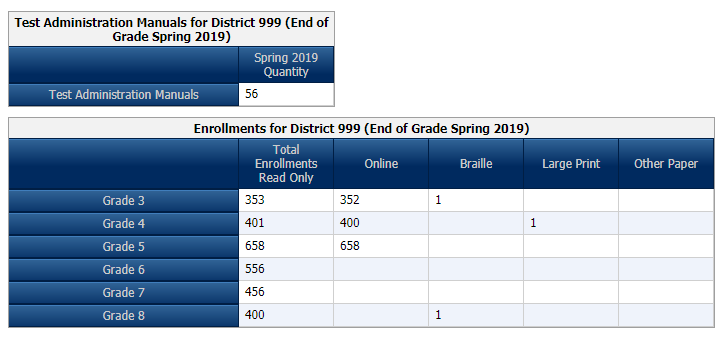 Test Administration Manuals for District 999 (End of
Grade Spring 2019)
Spring 2019
Quantity
Test Administration Manuals 56
Enrollments for District 999 (End of Grade Spring 2019)
Total
Enrollments
Read Only Online Braille Large Print Other Paper
Grade 3 353 352 1
Grade 4 401 400 1
Grade 5 658 658
Grade 6 556
Grade 7 456
Grade 8 400 1